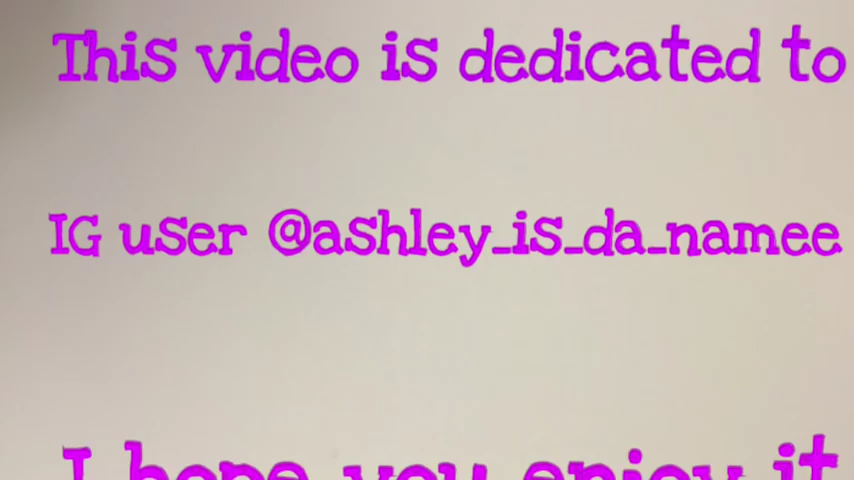 This video is dedicated to
IG user @ashley_is_da_namee
I hope you enjoy it